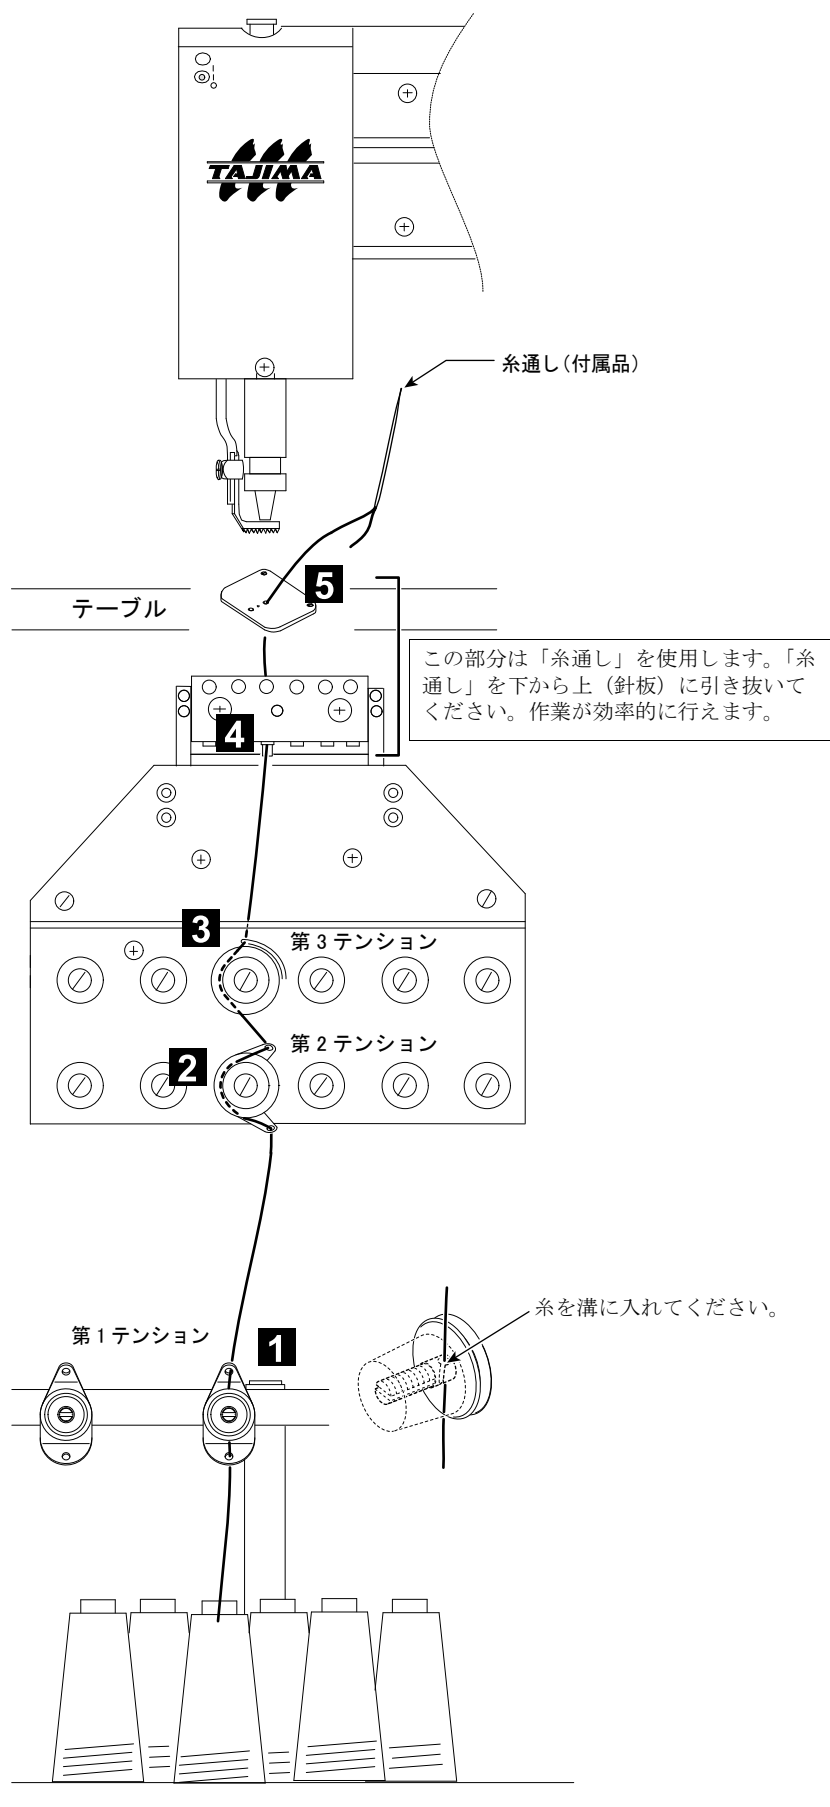 TAJIMA
糸通し(付属品)
5
テーブル
この部分は「糸通し」を使用します。「糸
通し」を下から上（針板）に引き抜いて
ください。作業が効率的に行えます。
4
3
第3テンション
2
第2テンション
糸を溝に入れてください。
第1テンション
1